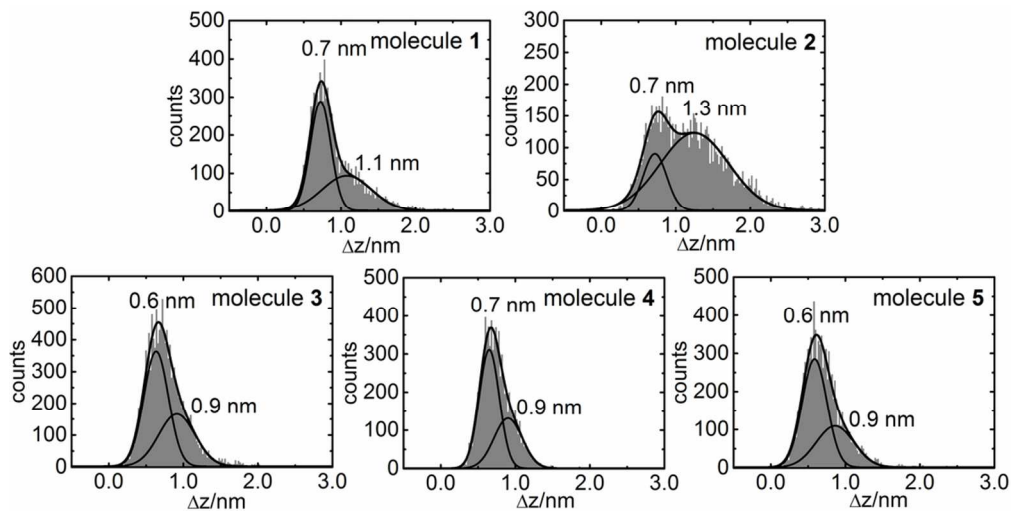 500
400
300
200
100
0
counts
0.7 nm
molecule 1
1.1 nm
0.0 1.0 2.0 3.0
Δz/nm
300
250
200
150
100
50
0
counts
molecule 2
0.7 nm
1.3 nm
0.0 1.0 2.0 3.0
Δz/nm
600
500
400
300
200
100
0
counts
0.6 nm
molecule 3
0.9 nm
0.0 1.0 2.0 3.0
Δz/nm
500
400
300
200
100
0
counts
molecule 4
0.7 nm
0.9 nm
0.0 1.0 2.0 3.0
Δz/nm
500
400
300
200
100
0
counts
molecule 5
0.6 nm
0.9 nm
0.0 1.0 2.0 3.0
Δz/nm